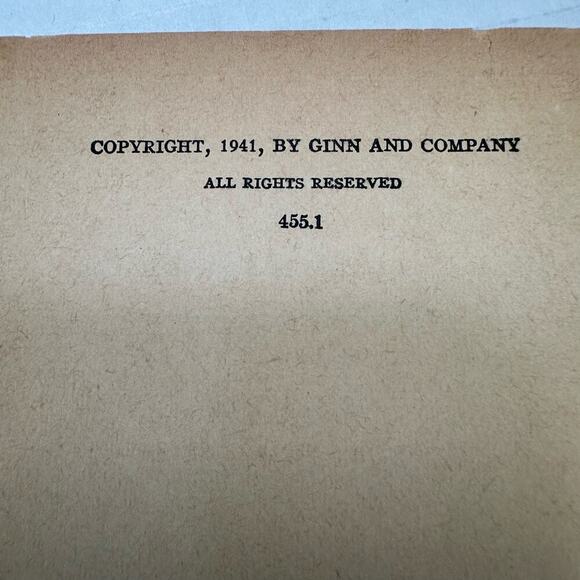 COPYRIGHT, 1941, BY GINN AND COMPANY
ALL RIGHTS RESERVED
455.1